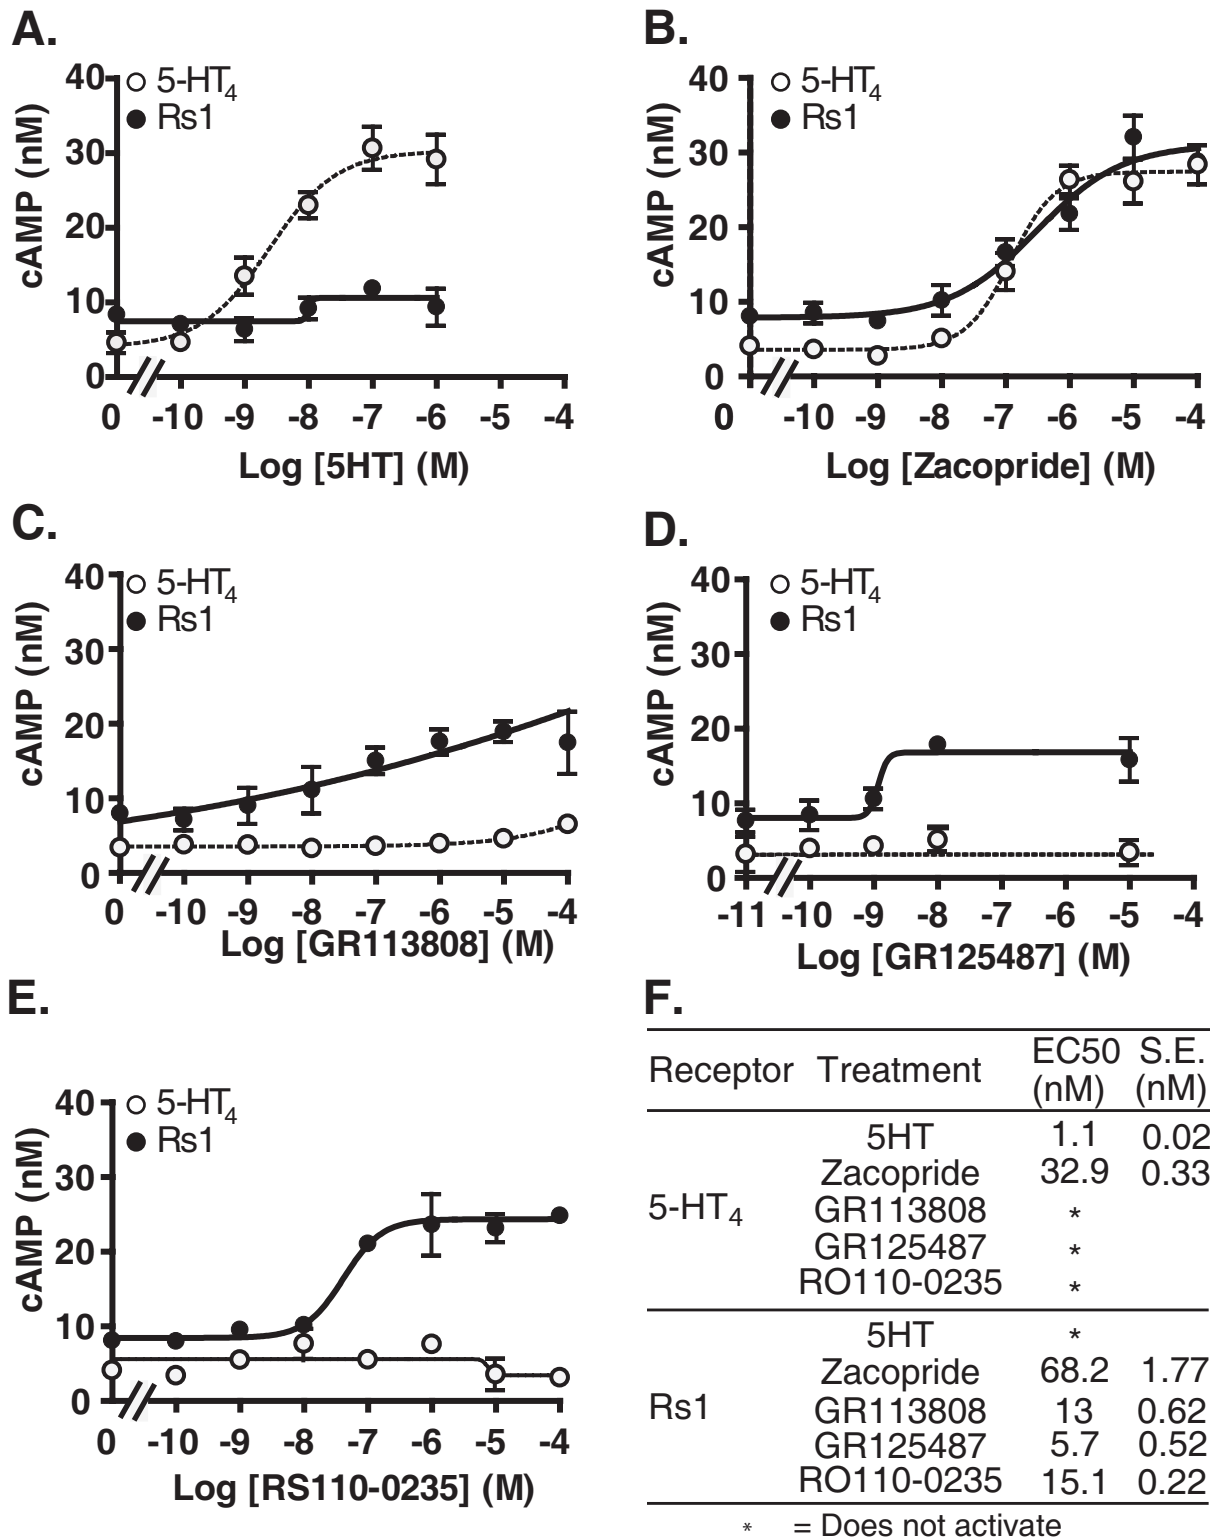 A.
40
30
20
10
0
5-HT4
Rs1
cAMP (nM)
0 -10 -9 -8 -7 -6 -5 -4
Log [5HT] (M)
B.
40
30
20
10
0
5-HT4
Rs1
cAMP (nM)
0 -10 -9 -8 -7 -6 -5 -4
Log [Zacopride] (M)
C.
40
30
20
10
0
5-HT4
Rs1
cAMP (nM)
0 -10 -9 -8 -7 -6 -5 -4
Log [GR113808] (M)
D.
40
30
20
10
0
5-HT4
Rs1
cAMP (nM)
-11 -10 -9 -8 -7 -6 -5 -4
Log [GR125487] (M)
E.
40
30
20
10
0
5-HT4
Rs1
cAMP (nM)
0 -10 -9 -8 -7 -6 -5 -4
Log [RS110-0235] (M)
F.
Receptor Treatment EC50 (nM) S.E. (nM)
5-HT4
5HT 1.1 0.02
Zacopride 32.9 0.33
GR113808 *
GR125487 *
RO110-0235 *
Rs1
5HT *
Zacopride 68.2 1.77
GR113808 13 0.62
GR125487 5.7 0.52
RO110-0235 15.1 0.22
* = Does not activate